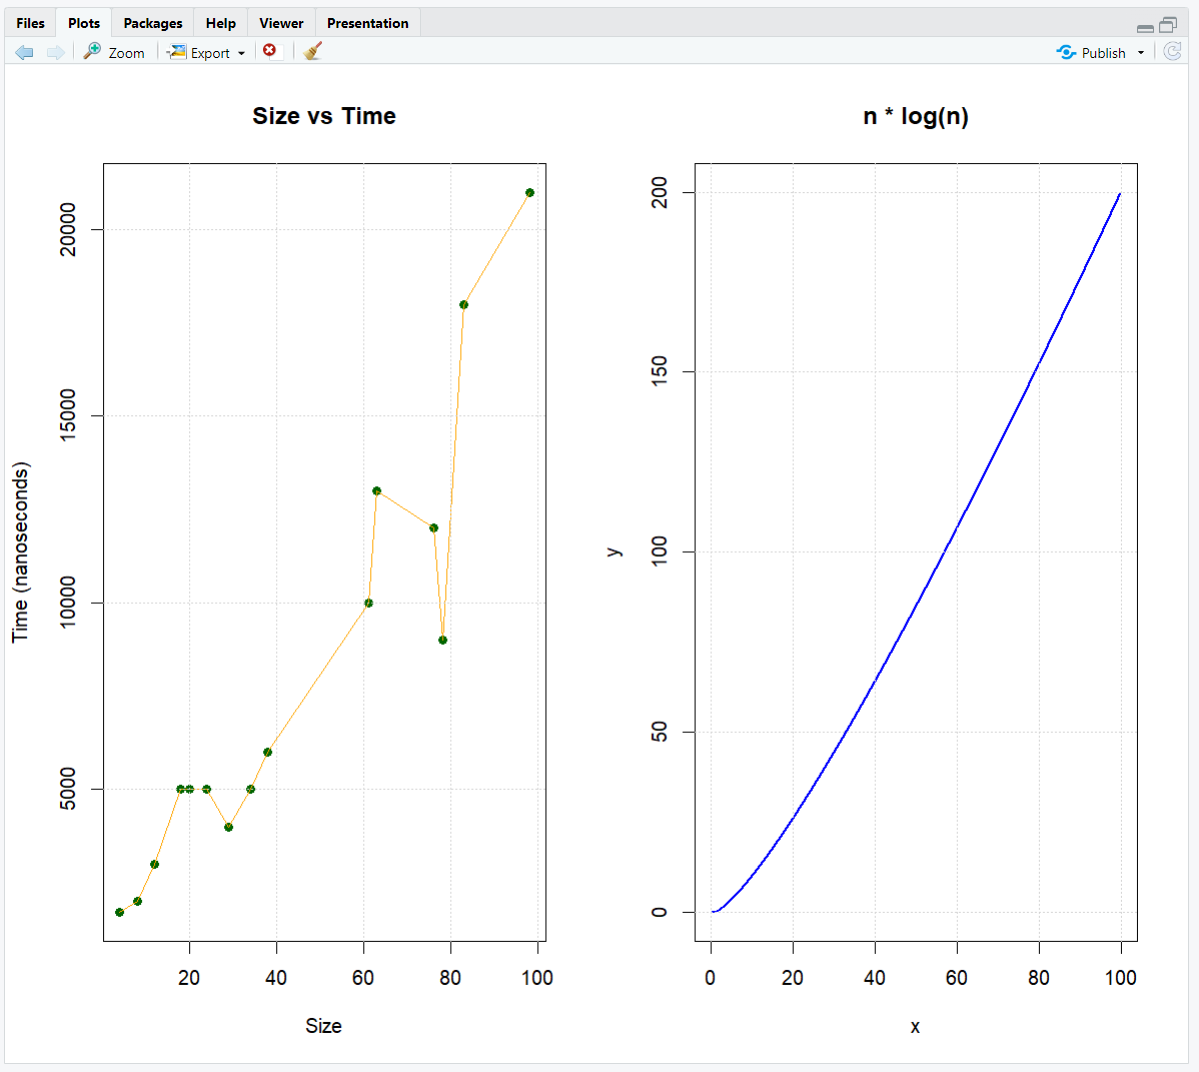 Files Plots Packages Help Viewer Presentation
Zoom Export Publish
Size vs Time
Time (nanoseconds)
20000
15000
10000
5000
20 40 60 80 100
Size
n * log(n)
y
200
150
100
50
0
0 20 40 60 80 100
x